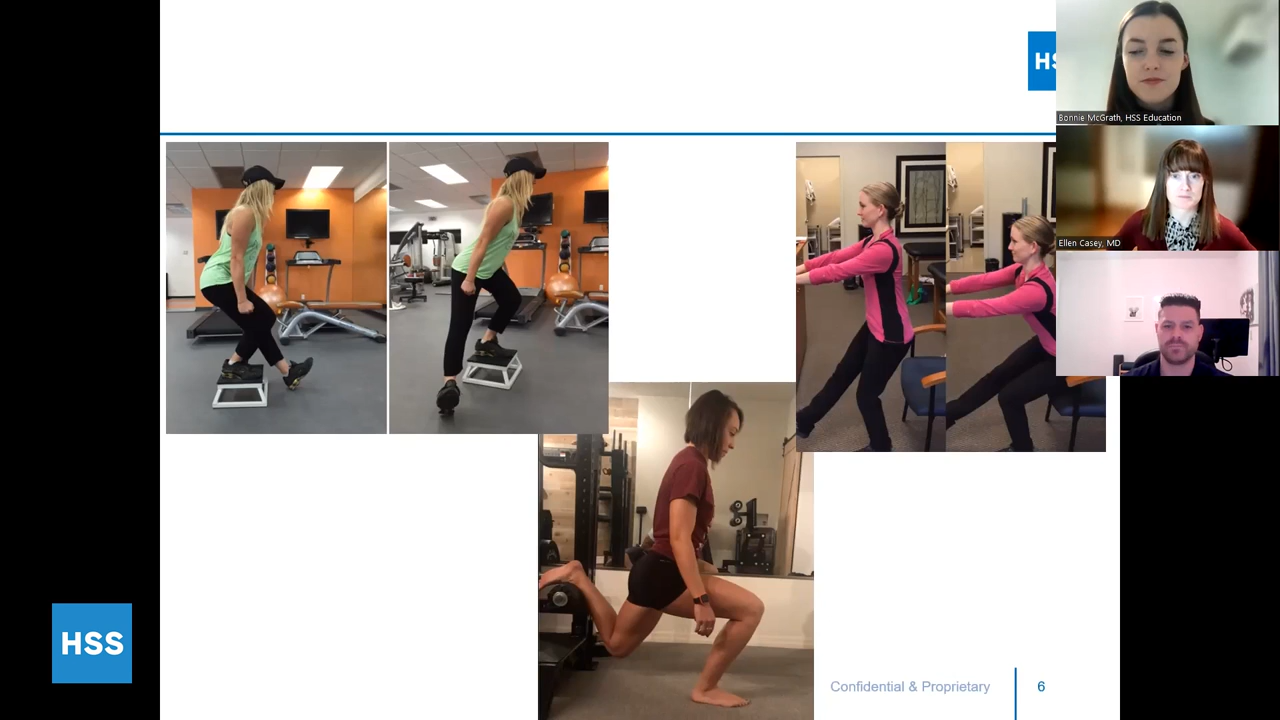 HS
Bonnie McGrath, HSS Education
Ellen Casey, MD
HSS
Confidential & Proprietary
6